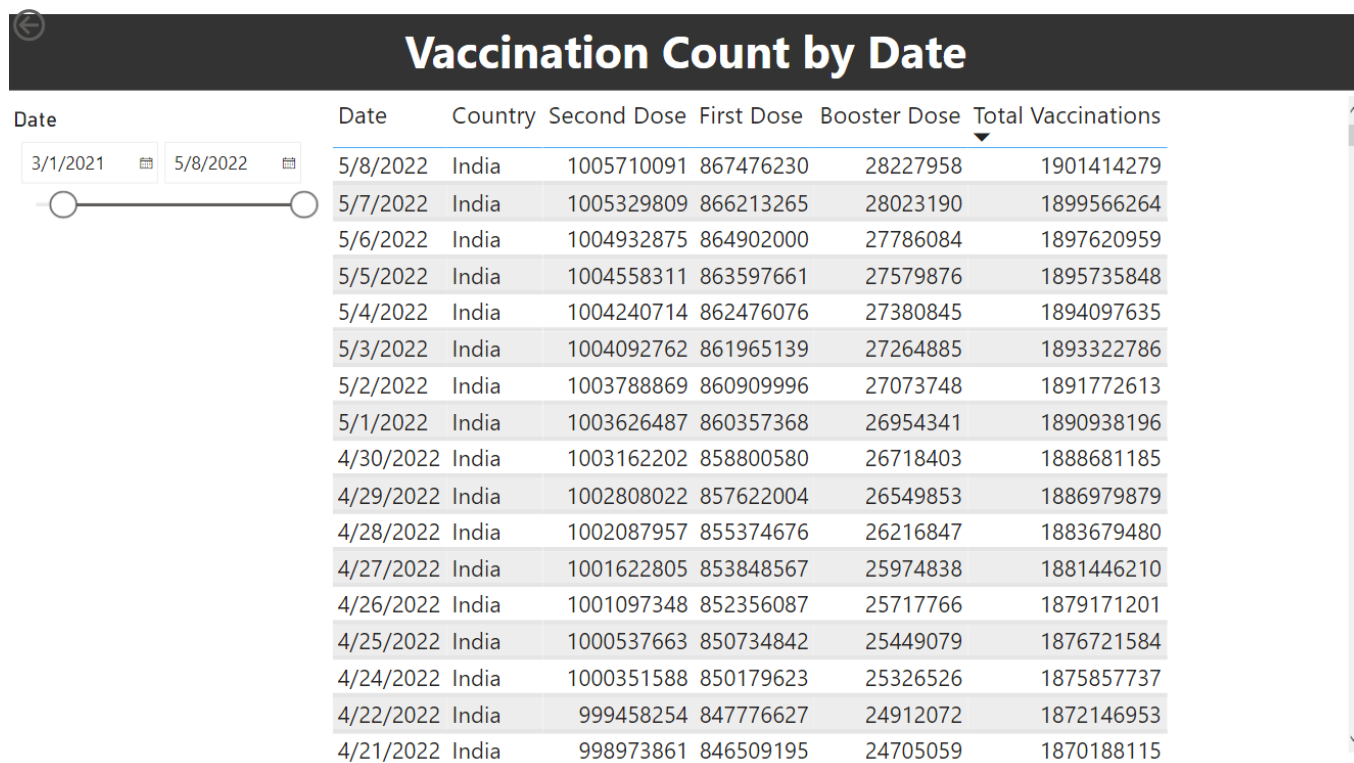 Vaccination Count by Date
Date
3/1/2021 5/8/2022
Date Country Second Dose First Dose Booster Dose Total Vaccinations
5/8/2022 India 1005710091 867476230 28227958 1901414279
5/7/2022 India 1005329809 866213265 28023190 1899566264
5/6/2022 India 1004932875 864902000 27786084 1897620959
5/5/2022 India 1004558311 863597661 27579876 1895735848
5/4/2022 India 1004240714 862476076 27380845 1894097635
5/3/2022 India 1004092762 861965139 27264885 1893322786
5/2/2022 India 1003788869 860909996 27073748 1891772613
5/1/2022 India 1003626487 860357368 26954341 1890938196
4/30/2022 India 1003162202 858800580 26718403 1888681185
4/29/2022 India 1002808022 857622004 26549853 1886979879
4/28/2022 India 1002087957 855374676 26216847 1883679480
4/27/2022 India 1001622805 853848567 25974838 1881446210
4/26/2022 India 1001097348 852356087 25717766 1879171201
4/25/2022 India 1000537663 850734842 25449079 1876721584
4/24/2022 India 1000351588 850179623 25326526 1875857737
4/22/2022 India 999458254 847776627 24912072 1872146953
4/21/2022 India 998973861 846509195 24705059 1870188115